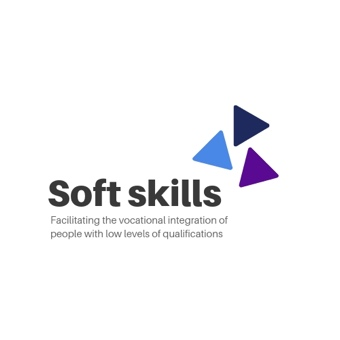 Soft skills
Facilitating the vocational integration of
people with low levels of qualifications